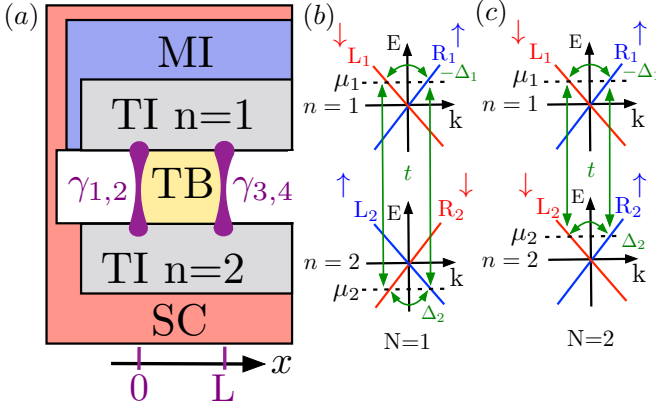 (a)
MI
TI n=1
γ1,2 TB γ3,4
TI n=2
SC
0 L x
(b)
↓ E ↑
L1 R1
μ1 -Δ1
n = 1 k
t
↑ E ↓
L2 R2
n = 2 k
μ2 Δ2
N=1
(c)
↓ E ↑
L1 R1
μ1 -Δ1
n = 1 k
t
↓ E ↑
L2 R2
μ2 Δ2
n = 2 k
N=2